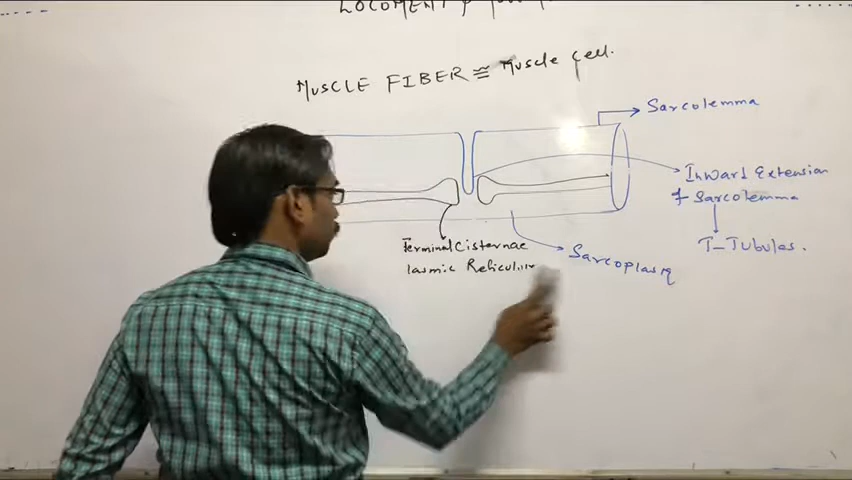 MUSCLE FIBER ≅ Muscle Cell.
Sarcolemma
Inward Extension
of Sarcolemma
T-Tubules.
Terminal Cisternae
lasmic Reticulum
Sarcoplasm